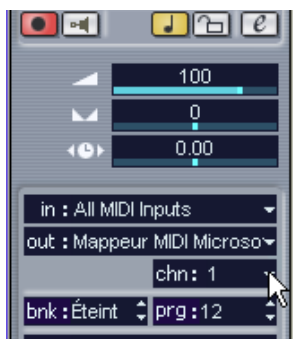 e
100
0
0.00
in : All MIDI Inputs
out : Mappeur MIDI Microso
chn: 1
bnk : Éteint prg : 12